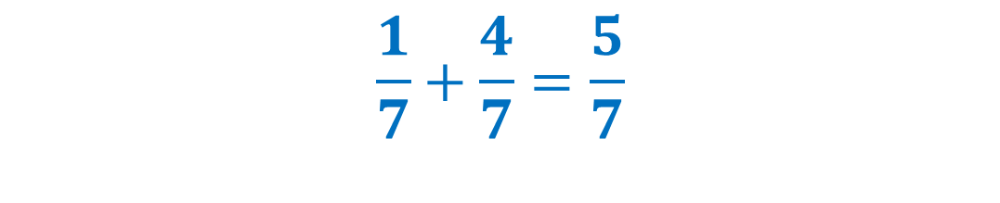 1/7 + 4/7 = 5/7